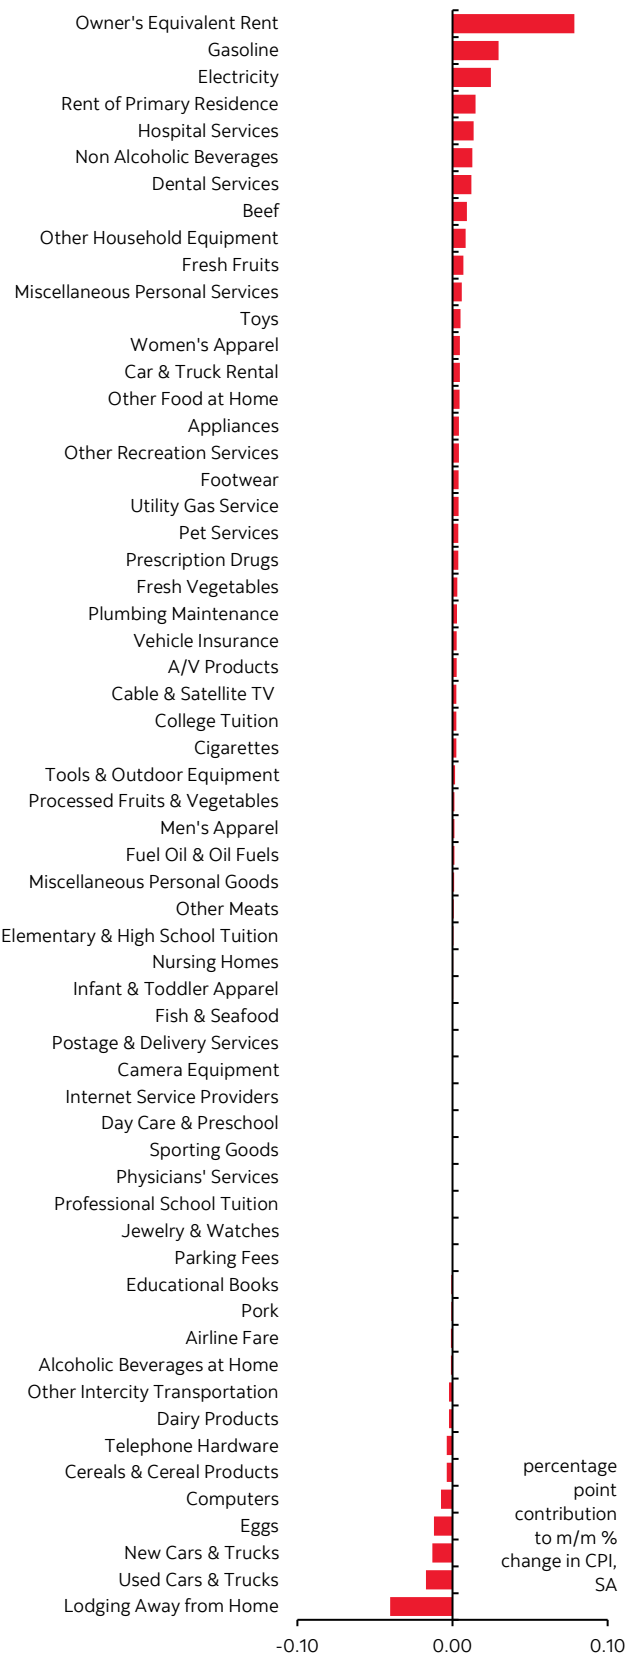 Owner's Equivalent Rent
Gasoline
Electricity
Rent of Primary Residence
Hospital Services
Non Alcoholic Beverages
Dental Services
Beef
Other Household Equipment
Fresh Fruits
Miscellaneous Personal Services
Toys
Women's Apparel
Car & Truck Rental
Other Food at Home
Appliances
Other Recreation Services
Footwear
Utility Gas Service
Pet Services
Prescription Drugs
Fresh Vegetables
Plumbing Maintenance
Vehicle Insurance
A/V Products
Cable & Satellite TV
College Tuition
Cigarettes
Tools & Outdoor Equipment
Processed Fruits & Vegetables
Men's Apparel
Fuel Oil & Oil Fuels
Miscellaneous Personal Goods
Other Meats
Elementary & High School Tuition
Nursing Homes
Infant & Toddler Apparel
Fish & Seafood
Postage & Delivery Services
Camera Equipment
Internet Service Providers
Day Care & Preschool
Sporting Goods
Physicians' Services
Professional School Tuition
Jewelry & Watches
Parking Fees
Educational Books
Pork
Airline Fare
Alcoholic Beverages at Home
Other Intercity Transportation
Dairy Products
Telephone Hardware
Cereals & Cereal Products
Computers
Eggs
New Cars & Trucks
Used Cars & Trucks
Lodging Away from Home
percentage
point
contribution
to m/m %
change in CPI,
SA
-0.10 0.00 0.10